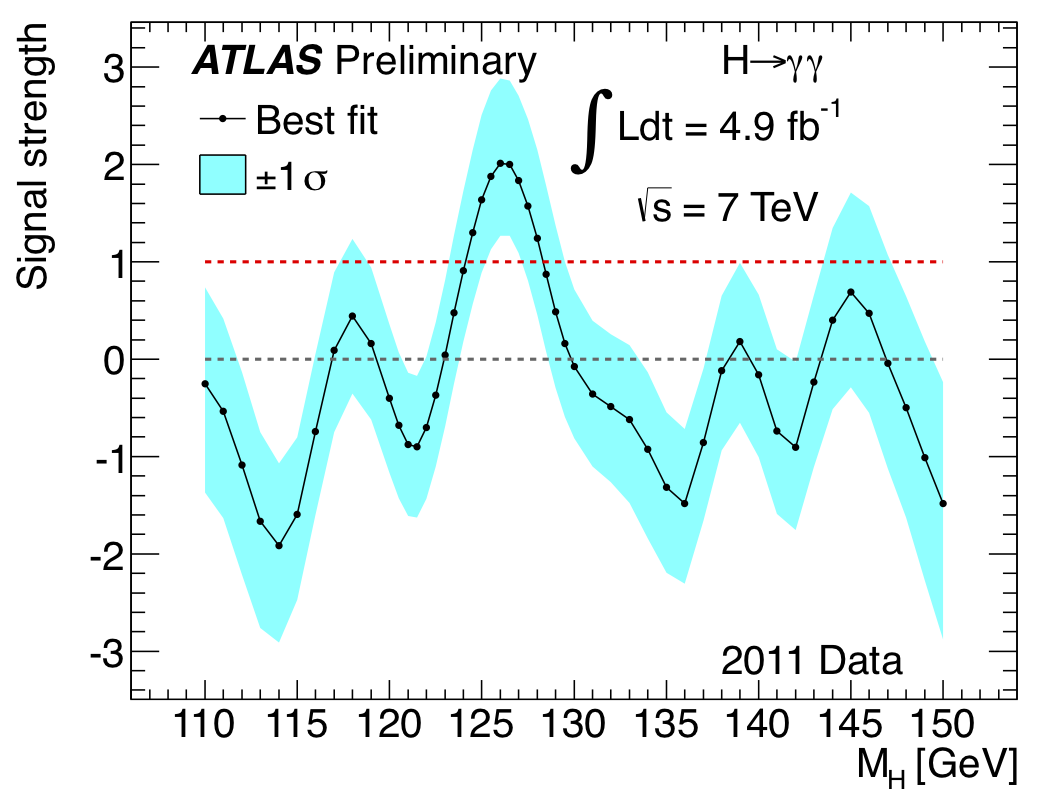 Signal strength
ATLAS Preliminary
H→γγ
Best fit
∫ Ldt = 4.9 fb⁻¹
±1 σ
√s = 7 TeV
3
2
1
0
-1
-2
-3
2011 Data
110 115 120 125 130 135 140 145 150
M_H [GeV]